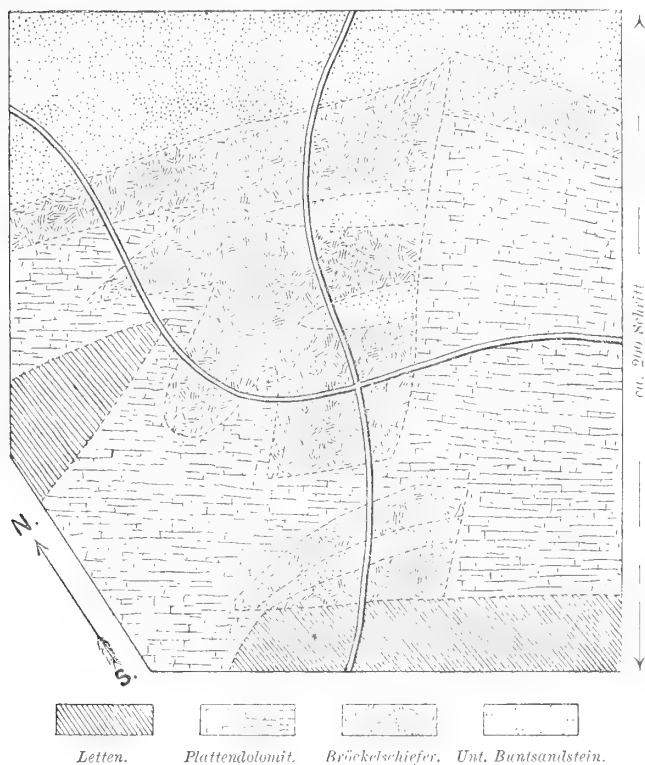 ca. 200 Schritt
N.
S.
Letten. Plattendolomit. Bröckelschiefer. Unt. Buntsandstein.